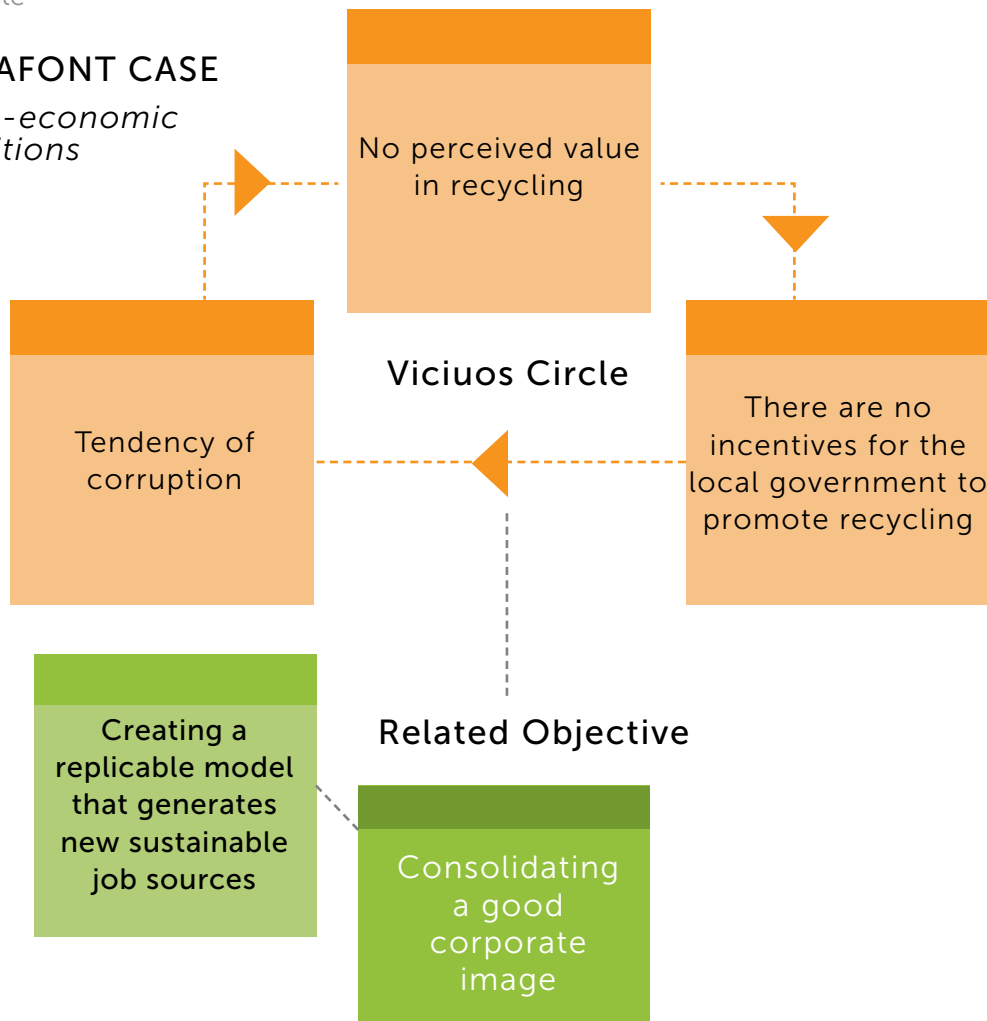 AFONT CASE
-economic
itions
No perceived value
in recycling
Viciuos Circle
There are no
incentives for the
local government to
promote recycling
Tendency of
corruption
Related Objective
Creating a
replicable model
that generates
new sustainable
job sources
Consolidating
a good
corporate
image